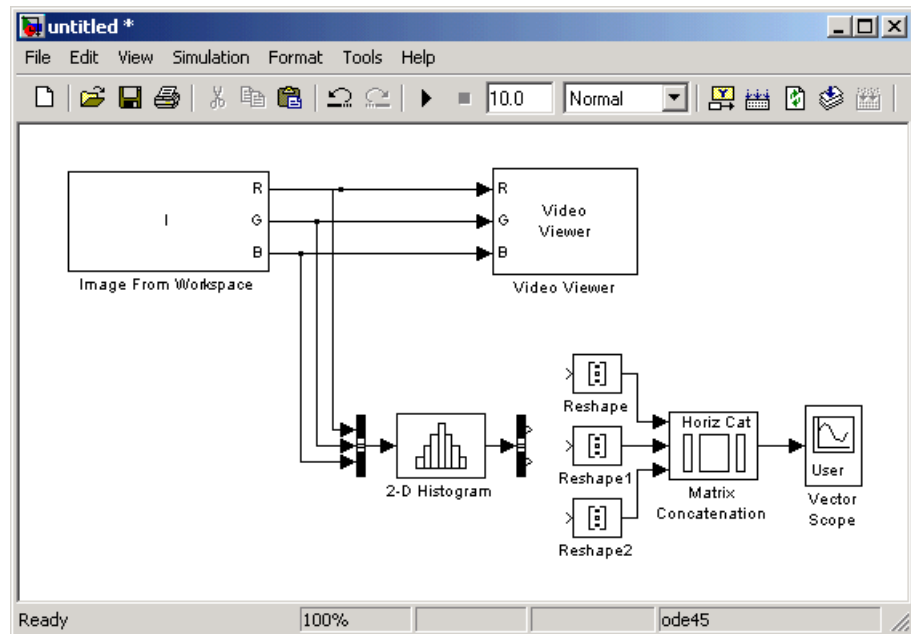 untitled *
File Edit View Simulation Format Tools Help
10.0 Normal
R R
I G G Video Viewer
B B
Image From Workspace
Video Viewer
Reshape
Horiz Cat
Reshape1
User
2-D Histogram
Matrix Concatenation
Vector Scope
Reshape2
Ready 100% ode45